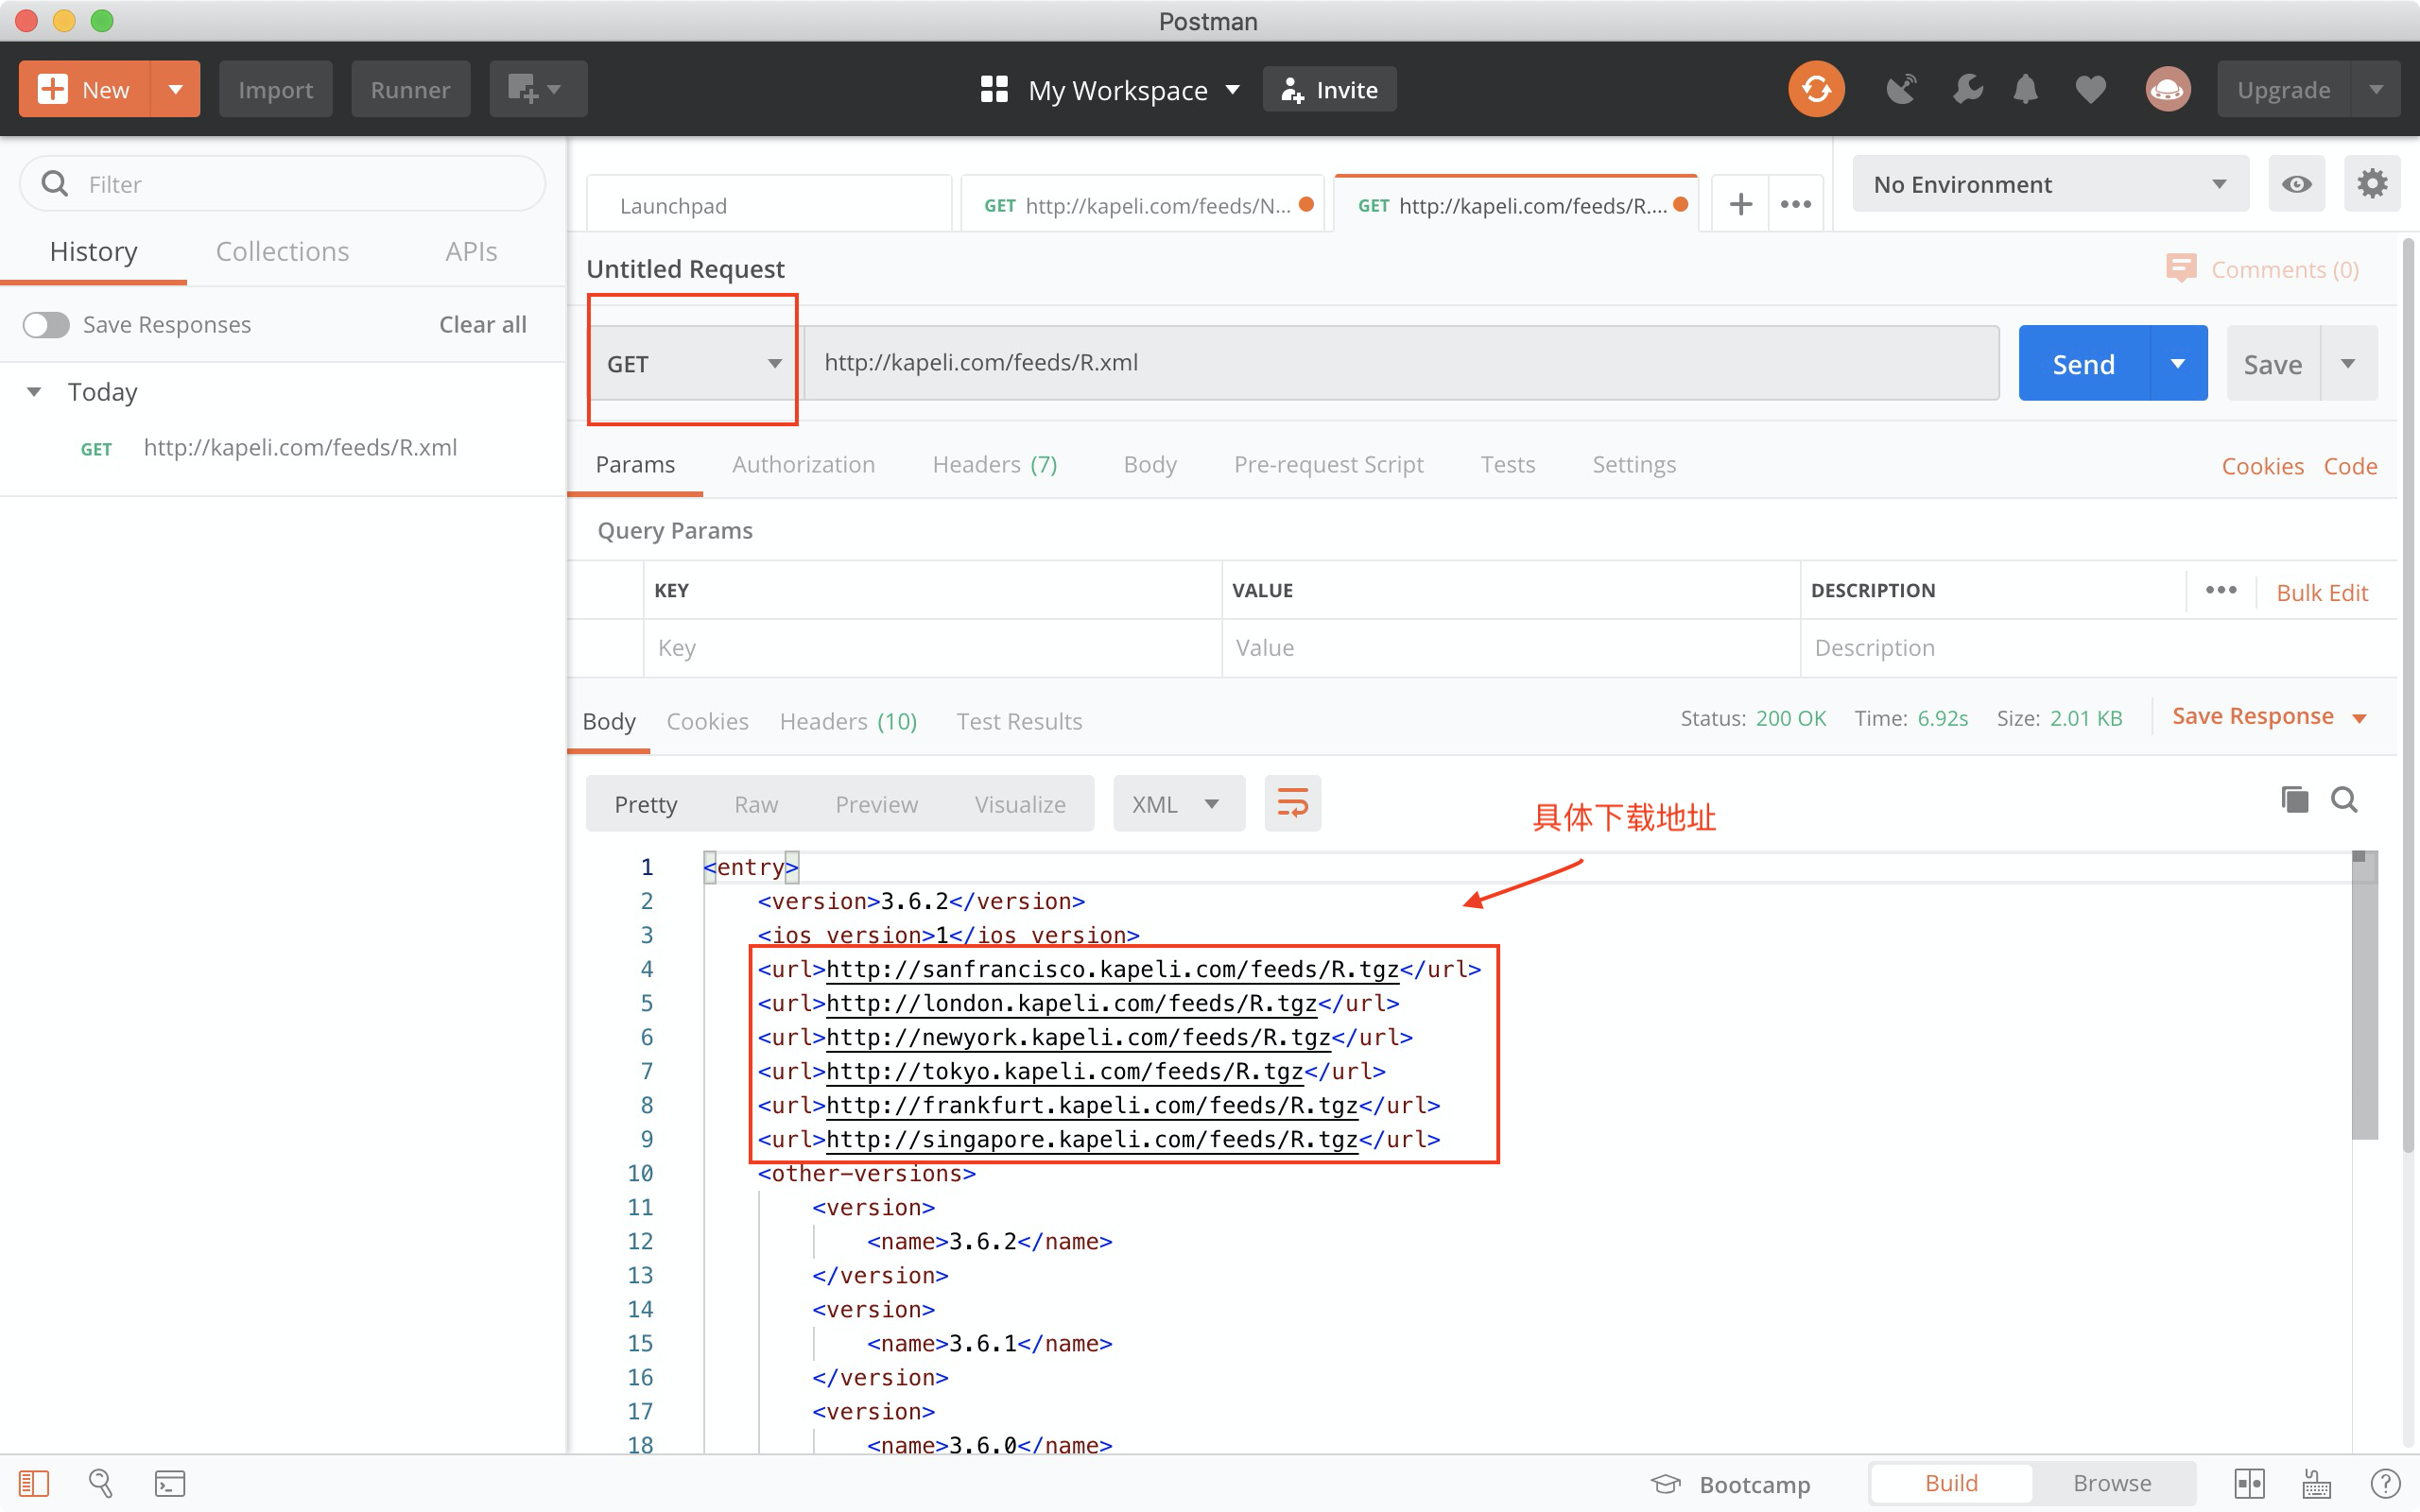 Postman
New
Import
Runner
My Workspace
Invite
Upgrade
Filter
History Collections APIs
Save Responses Clear all
Today
GET http://kapeli.com/feeds/R.xml
Launchpad
GET http://kapeli.com/feeds/N...
GET http://kapeli.com/feeds/R....
No Environment
Untitled Request
Comments (0)
GET http://kapeli.com/feeds/R.xml
Send
Save
Params Authorization Headers (7) Body Pre-request Script Tests Settings
Cookies Code
Query Params
KEY VALUE DESCRIPTION
Bulk Edit
Key Value Description
Body Cookies Headers (10) Test Results
Status: 200 OK Time: 6.92s Size: 2.01 KB
Save Response
Pretty Raw Preview Visualize
XML
具体下载地址
1 <entry>
2 <version>3.6.2</version>
3 <ios_version>1</ios_version>
4 <url>http://sanfrancisco.kapeli.com/feeds/R.tgz</url>
5 <url>http://london.kapeli.com/feeds/R.tgz</url>
6 <url>http://newyork.kapeli.com/feeds/R.tgz</url>
7 <url>http://tokyo.kapeli.com/feeds/R.tgz</url>
8 <url>http://frankfurt.kapeli.com/feeds/R.tgz</url>
9 <url>http://singapore.kapeli.com/feeds/R.tgz</url>
10 <other-versions>
11 <version>
12 <name>3.6.2</name>
13 </version>
14 <version>
15 <name>3.6.1</name>
16 </version>
17 <version>
18 <name>3.6.0</name>
Bootcamp
Build Browse